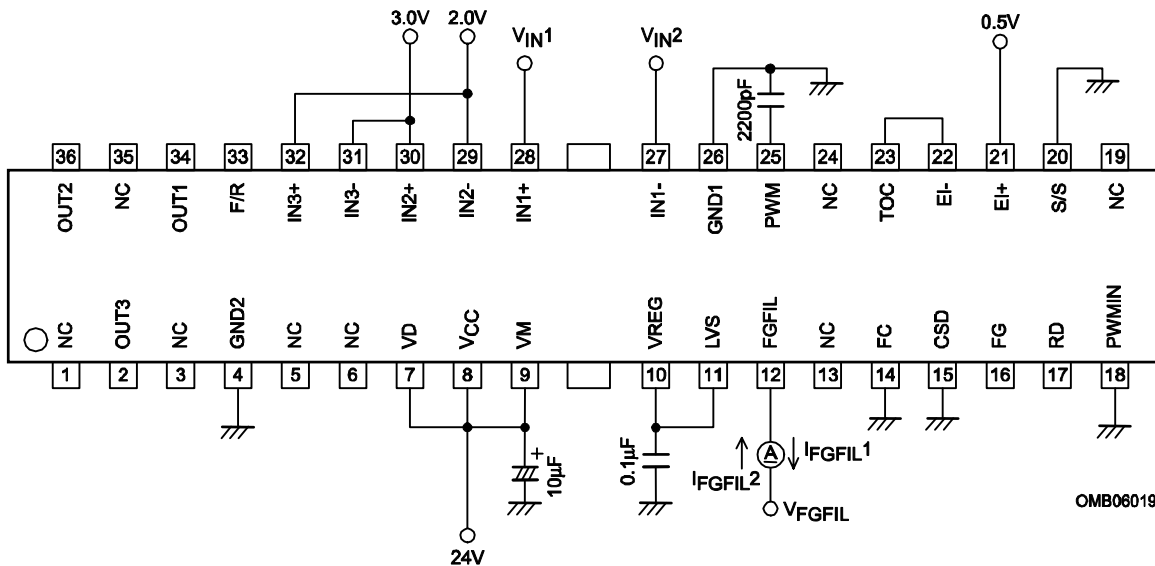 3.0V 2.0V
VIN1 VIN2 0.5V
2200pF
36 35 34 33 32 31 30 29 28 27 26 25 24 23 22 21 20 19
OUT2 NC OUT1 F/R IN3+ IN3- IN2+ IN2- IN1+ IN1- GND1 PWM NC TOC EI- EI+ S/S NC
NC OUT3 NC GND2 NC NC VD VCC VM VREG LVS FGFIL NC FC CSD FG RD PWMIN
1 2 3 4 5 6 7 8 9 10 11 12 13 14 15 16 17 18
+
10μF
0.1μF
A
IFGFIL1
IFGFIL2
VFGFIL
OMB06019
24V